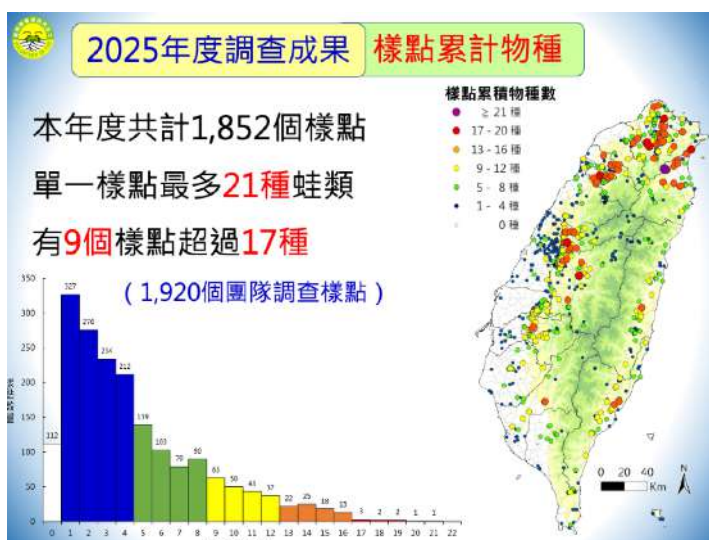 2025年度調查成果
樣點累計物種
本年度共計1,852個樣點
單一樣點最多21種蛙類
有9個樣點超過17種
（1,920個團隊調查樣點）
樣點累積物種數
≥ 21 種
17 - 20 種
13 - 16 種
9 - 12 種
5 - 8 種
1 - 4 種
0 種
350
300
250
200
150
100
50
0
112
327
276
234
212
139
103
90
63
50
37
22
25
15
3
2
2
1
1
0 1 2 3 4 5 6 7 8 9 10 11 12 13 14 15 16 17 18 19 20 21 22
0 20 40
Km
N